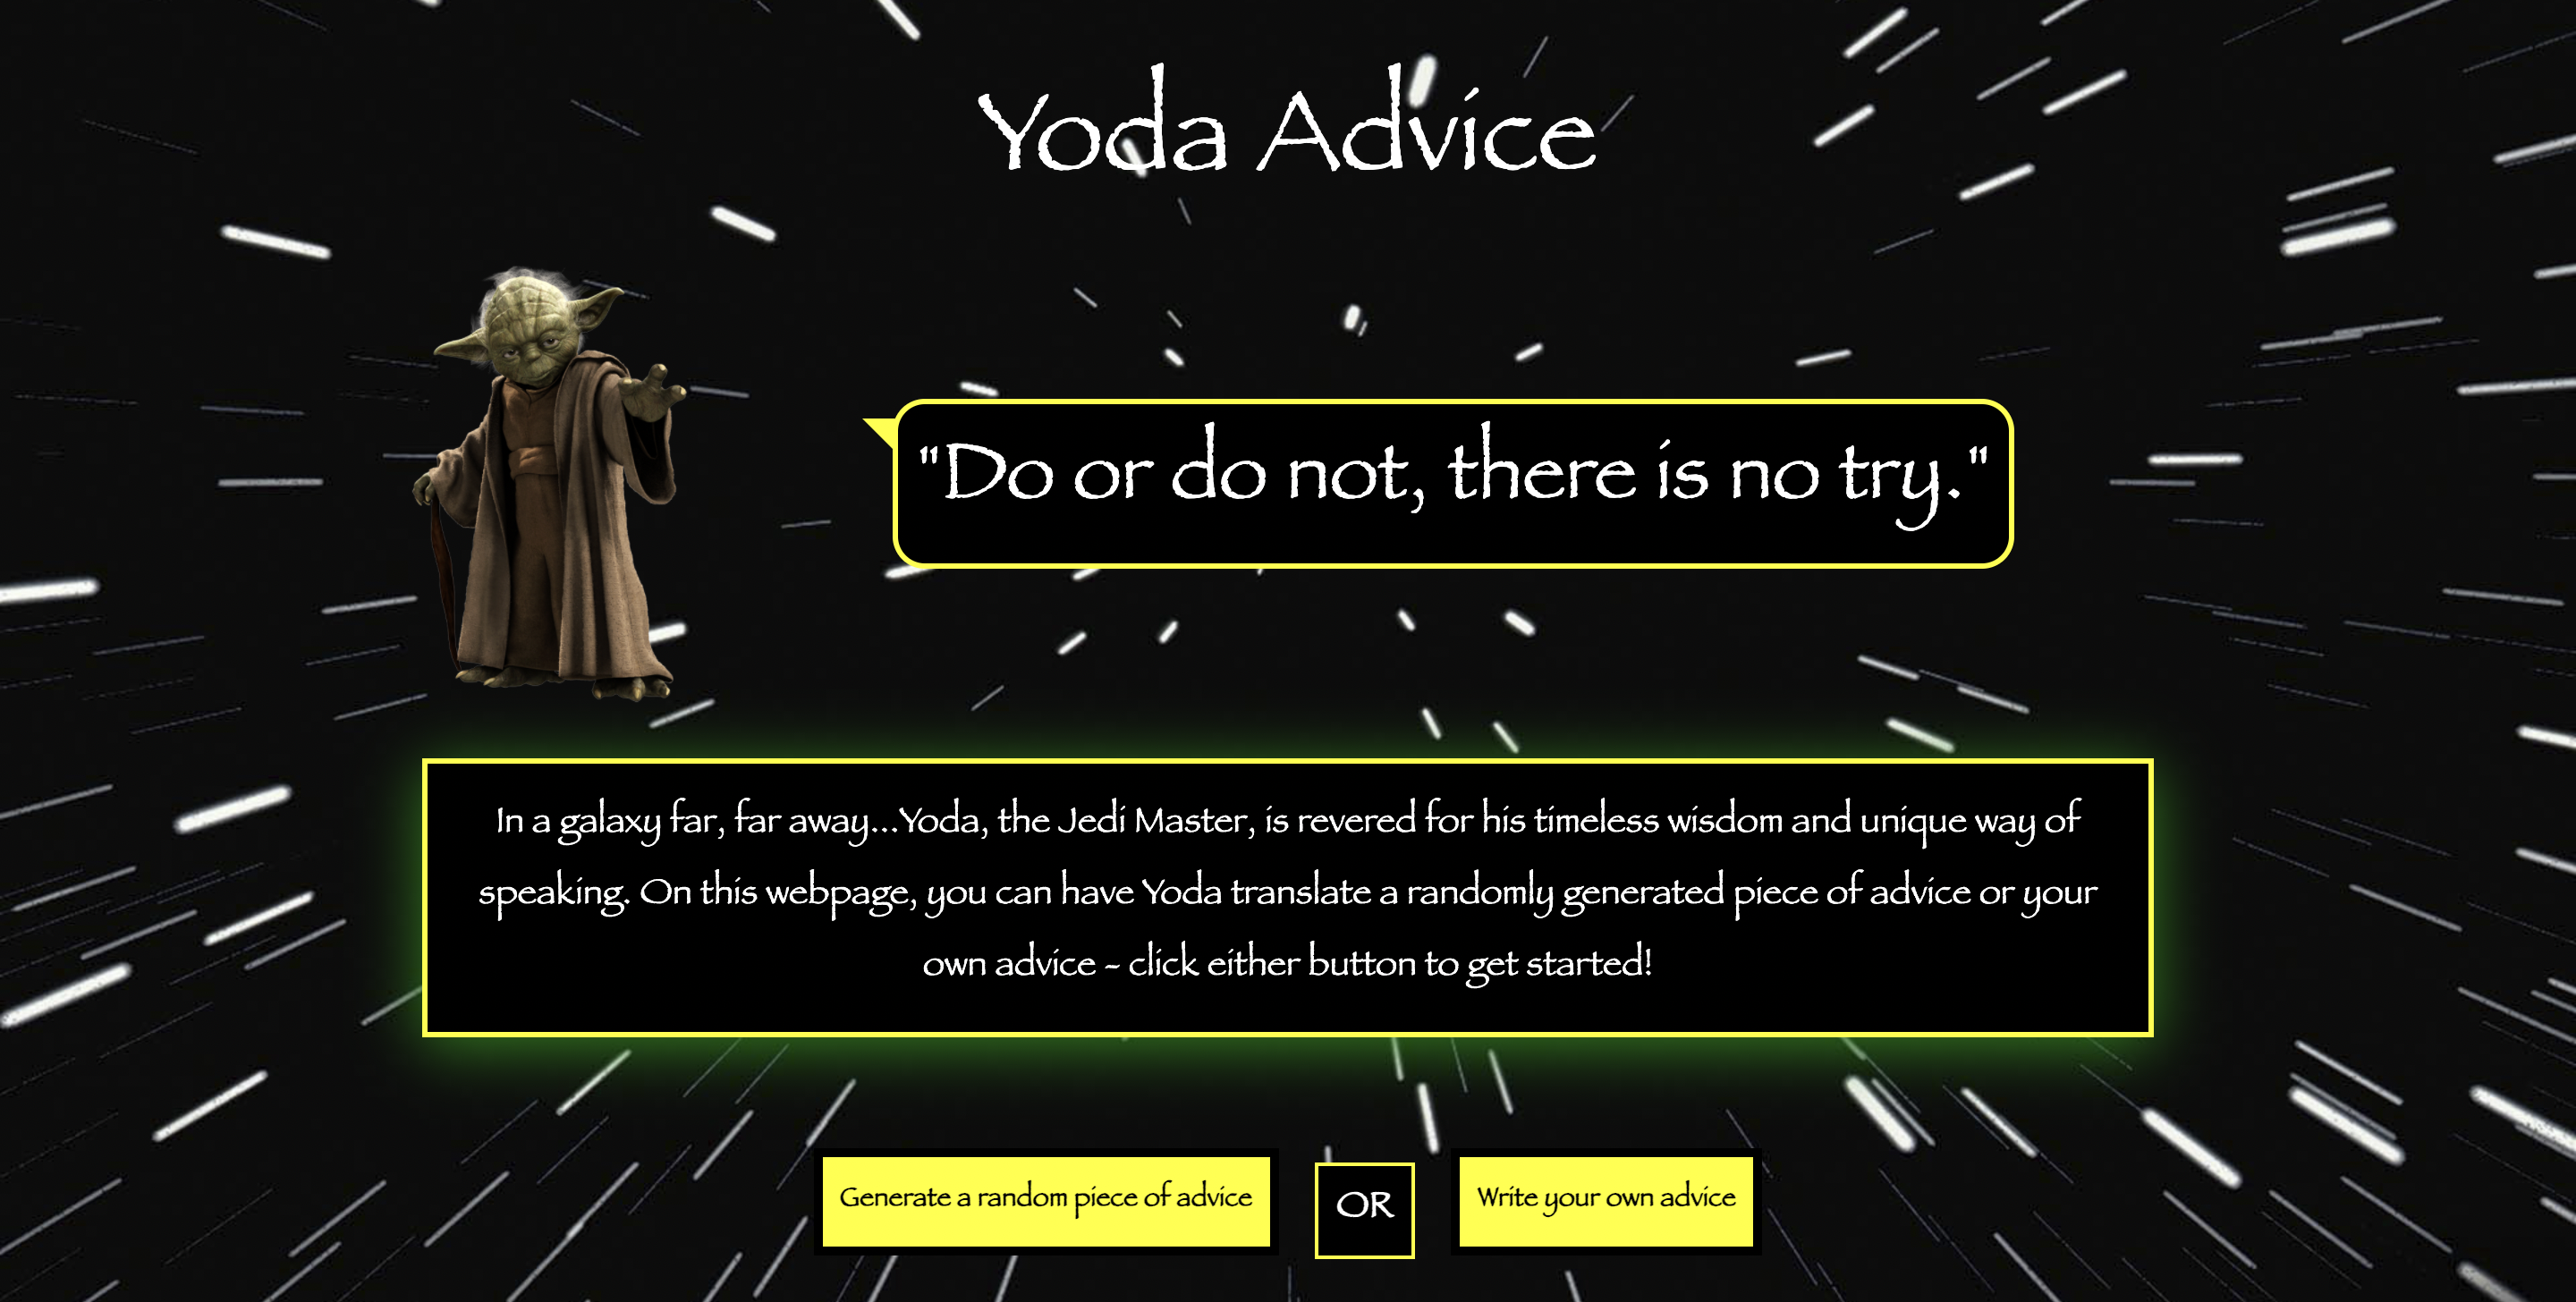 Yoda Advice
"Do or do not, there is no try."
In a galaxy far, far away...Yoda, the Jedi Master, is revered for his timeless wisdom and unique way of
speaking. On this webpage, you can have Yoda translate a randomly generated piece of advice or your
own advice - click either button to get started!
Generate a random piece of advice
OR
Write your own advice